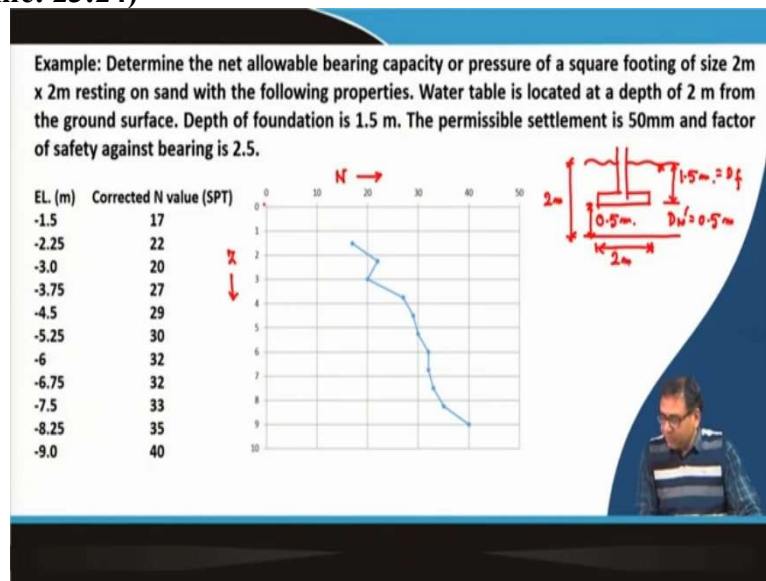 Example: Determine the net allowable bearing capacity or pressure of a square footing of size 2m
x 2m resting on sand with the following properties. Water table is located at a depth of 2 m from
the ground surface. Depth of foundation is 1.5 m. The permissible settlement is 50mm and factor
of safety against bearing is 2.5.
EL. (m) Corrected N value (SPT)
-1.5 17
-2.25 22
-3.0 20
-3.75 27
-4.5 29
-5.25 30
-6 32
-6.75 32
-7.5 33
-8.25 35
-9.0 40
N →
0 10 20 30 40 50
0
1
2
3
4
5
6
7
8
9
10
z
↓
2m
1.5m. = Df
0.5m. Dw' = 0.5m
2m